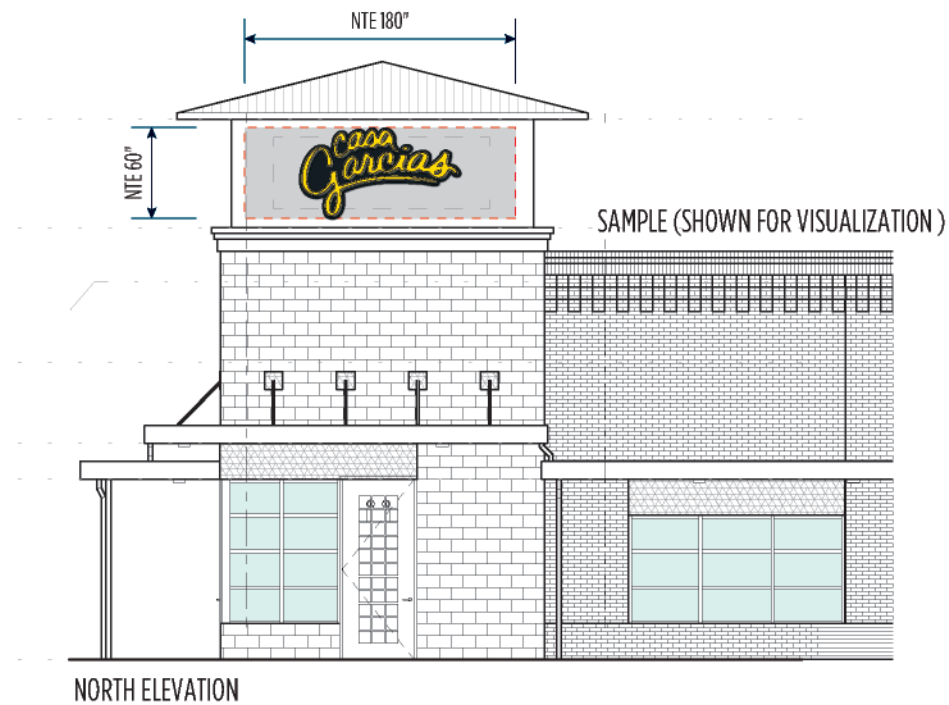 NTE 180"
NTE 60"
casa
Garcias
SAMPLE (SHOWN FOR VISUALIZATION )
NORTH ELEVATION